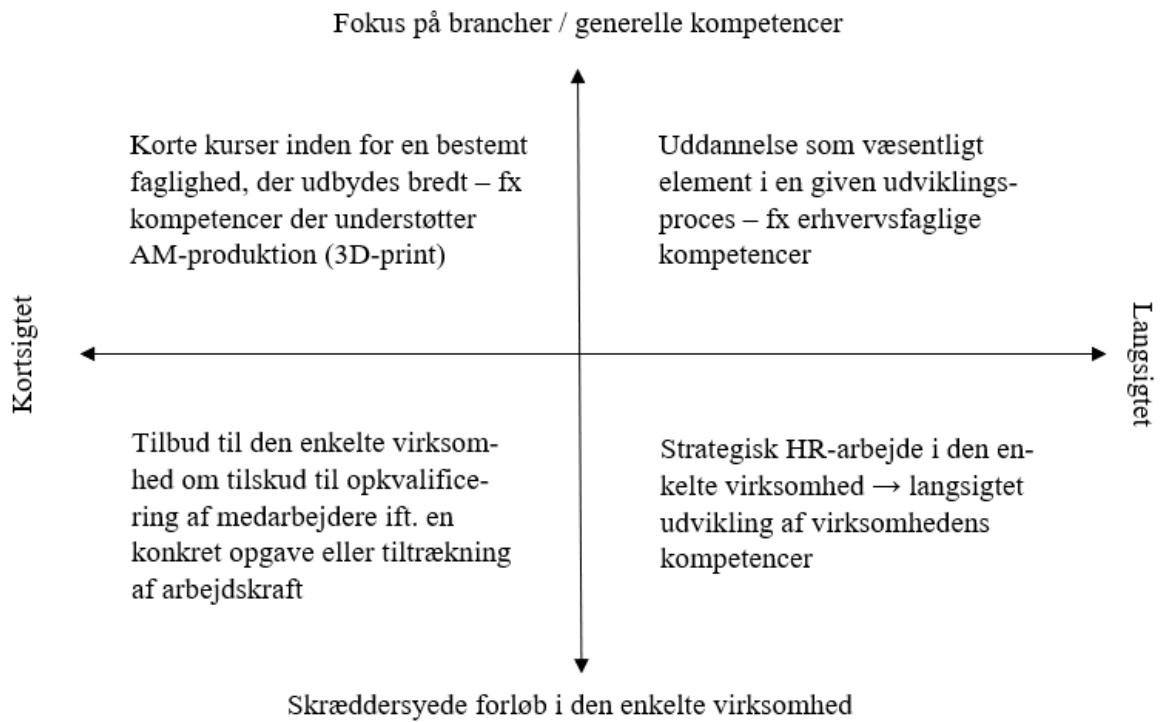 Fokus på brancher / generelle kompetencer
Korte kurser inden for en bestemt
faglighed, der udbydes bredt – fx
kompetencer der understøtter
AM-produktion (3D-print)
Uddannelse som væsentligt
element i en given udviklings-
proces – fx erhvervsfaglige
kompetencer
Kortsigtet
Langsigtet
Tilbud til den enkelte virksom-
hed om tilskud til opkvalifice-
ring af medarbejdere ift. en
konkret opgave eller tiltrækning
af arbejdskraft
Strategisk HR-arbejde i den en-
kelte virksomhed → langsigtet
udvikling af virksomhedens
kompetencer
Skræddersyede forløb i den enkelte virksomhed